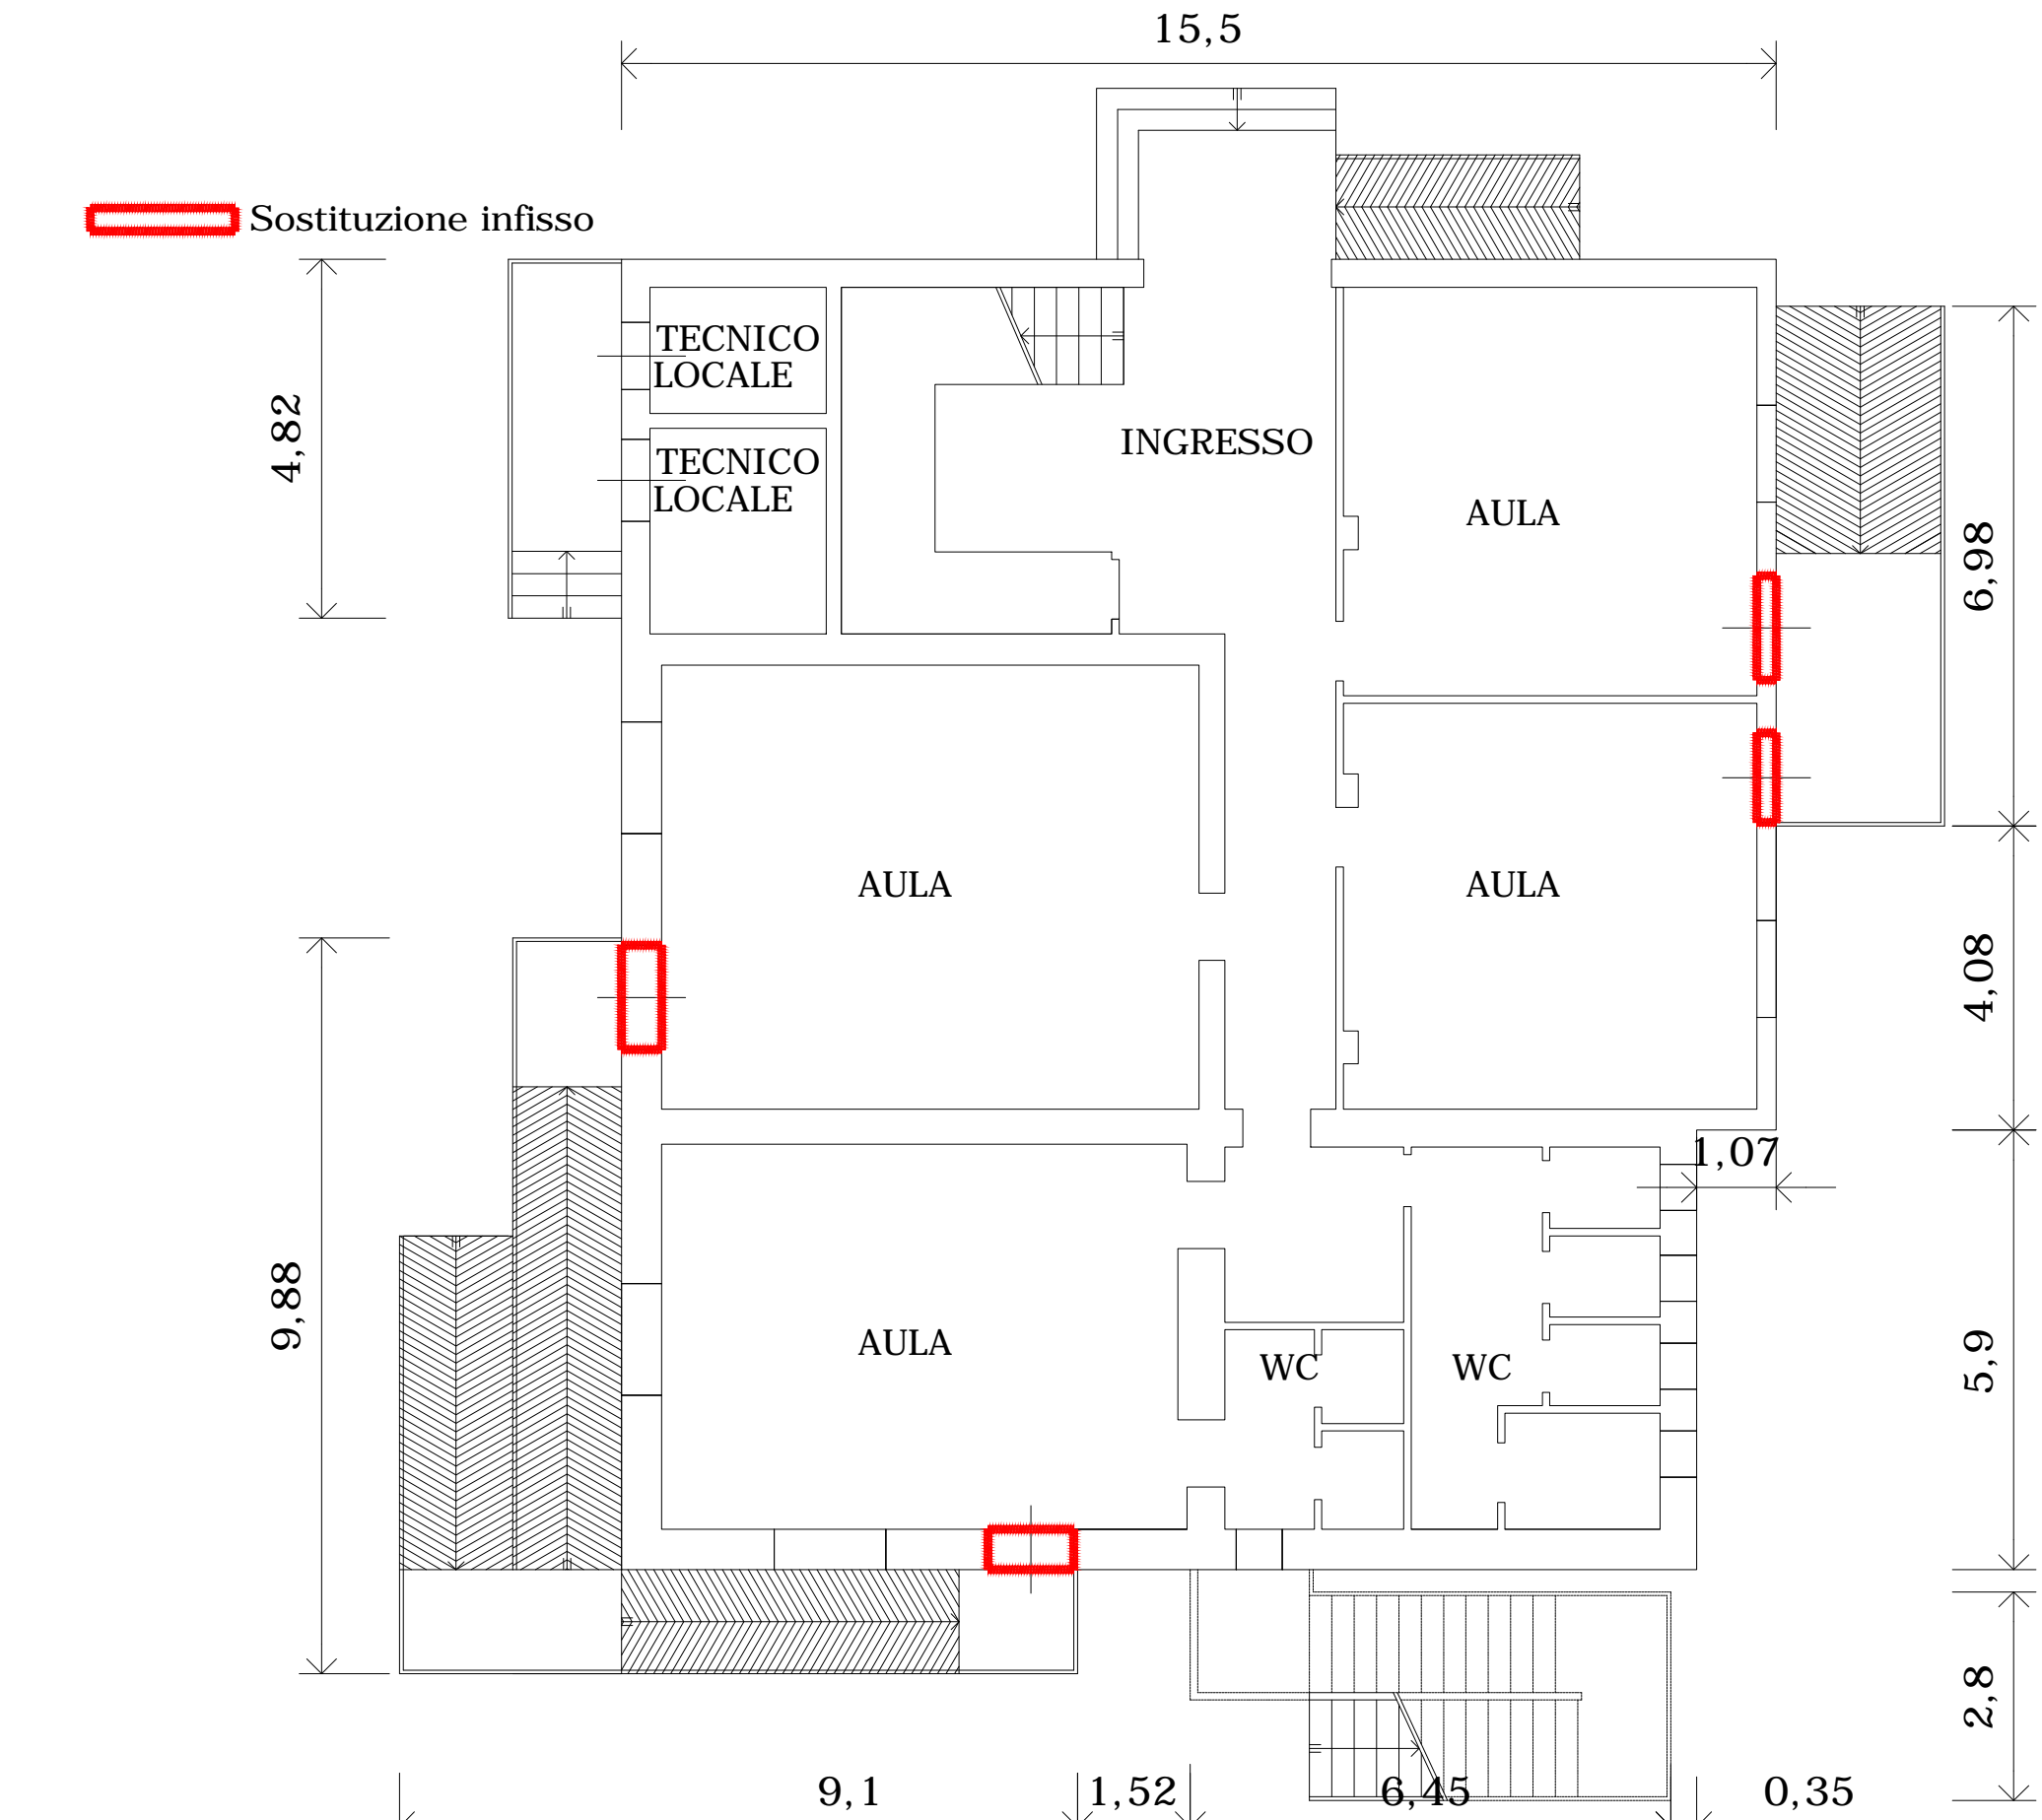 15,5
Sostituzione infisso
TECNICO
LOCALE
4,82
INGRESSO
TECNICO
LOCALE
AULA
6,98
AULA
AULA
4,08
1,07
9,88
AULA
WC
WC
5,9
2,8
9,1
1,52
6,45
0,35